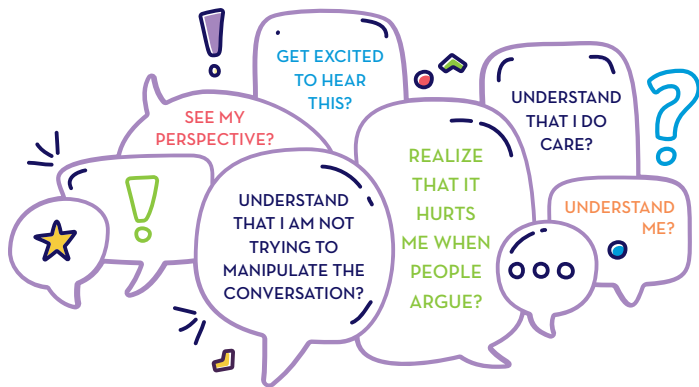 GET EXCITED
TO HEAR
THIS?
SEE MY
PERSPECTIVE?
UNDERSTAND
THAT I DO
CARE?
REALIZE
THAT IT
HURTS
ME WHEN
PEOPLE
ARGUE?
UNDERSTAND
THAT I AM NOT
TRYING TO
MANIPULATE THE
CONVERSATION?
UNDERSTAND
ME?